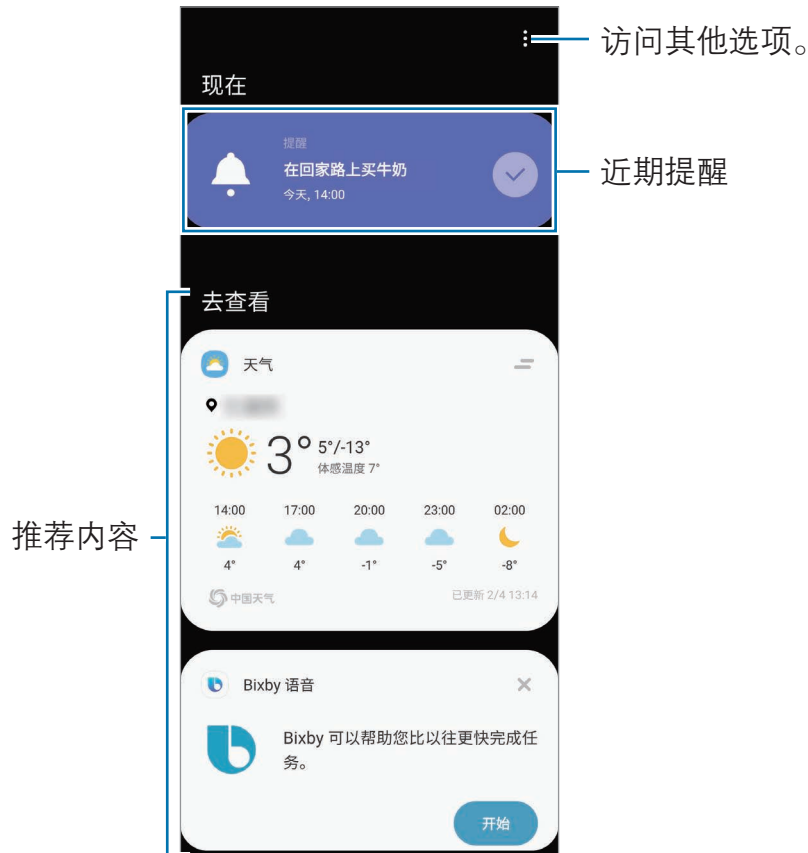 访问其他选项。
现在
提醒
在回家路上买牛奶
今天, 14:00
近期提醒
去查看
天气
3° 5°/-13°
体感温度 7°
14:00 17:00 20:00 23:00 02:00
4° 4° -1° -5° -8°
中国天气 已更新 2/4 13:14
推荐内容
Bixby 语音
Bixby 可以帮助您比以往更快完成任
务。
开始